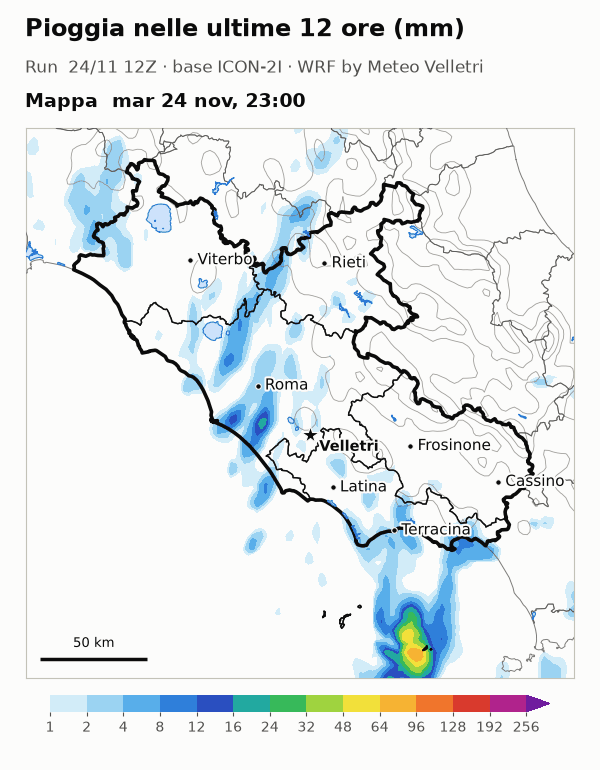 Pioggia nelle ultime 12 ore (mm)
Run  24/11 12Z · base ICON-2I · WRF by Meteo Velletri
Mappa  mar 24 nov, 23:00
Viterbo
Rieti
Roma
Velletri
Frosinone
Latina
Cassino
Terracina
50 km
1 2 4 8 12 16 24 32 48 64 96 128 192 256